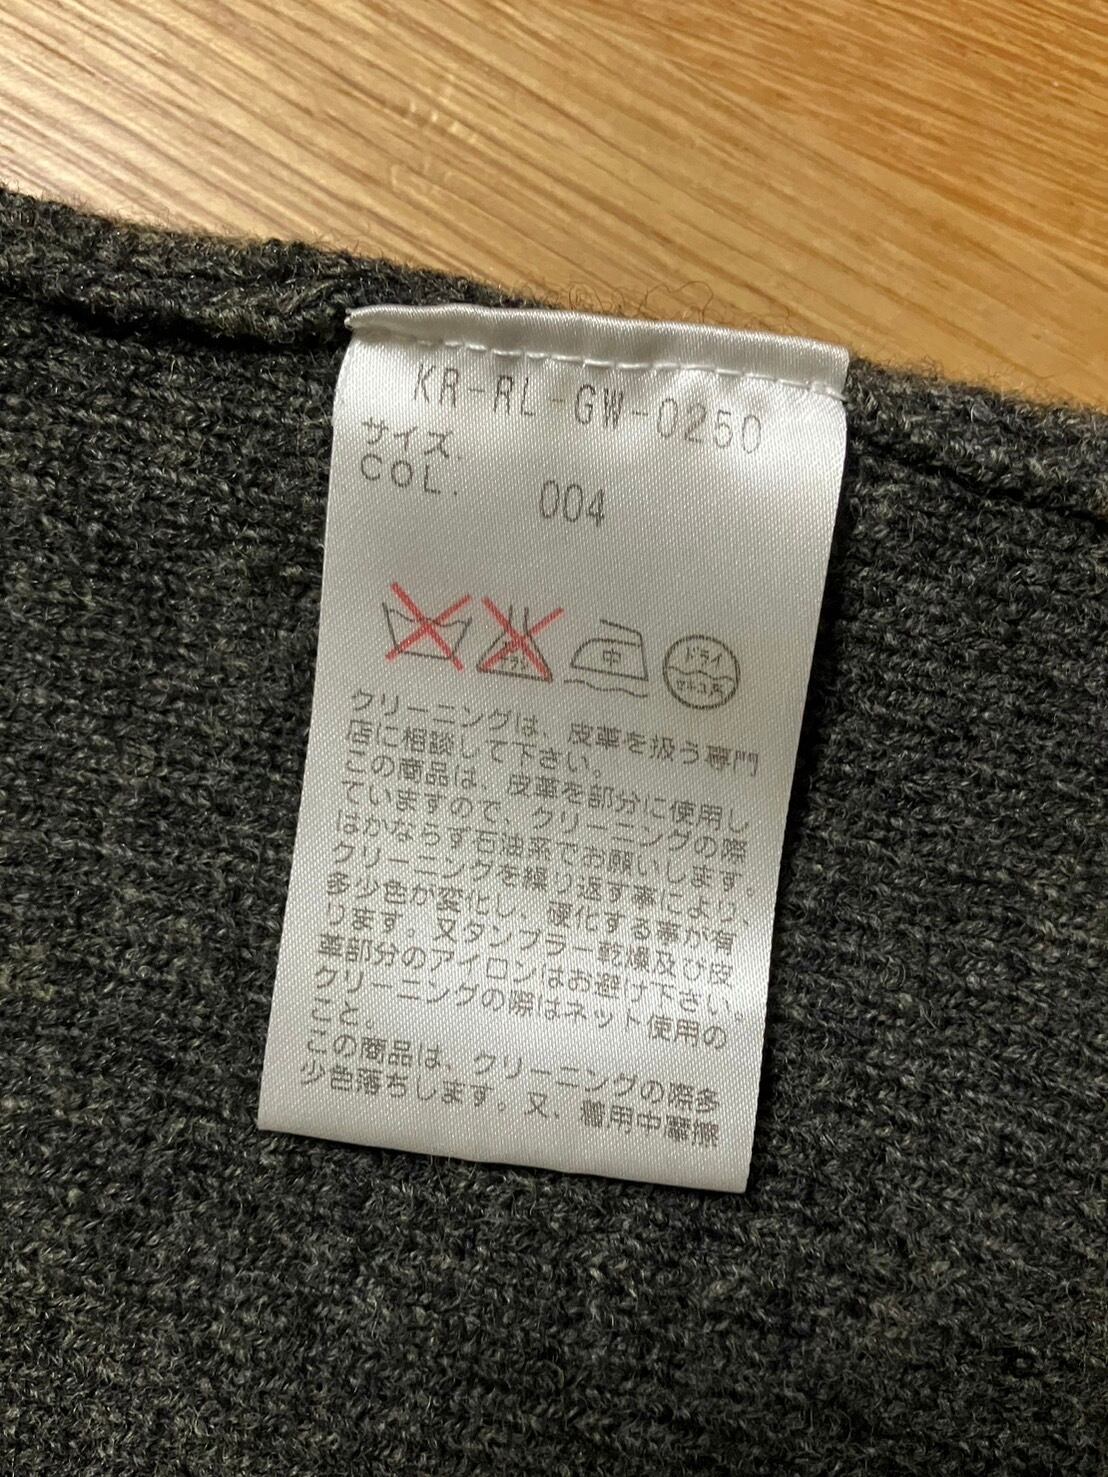 KR-RL-GW-0250
サイズ.
COL. 004
中
ドライ
セキユ系
クリーニングは、皮革を扱う専門
店に相談して下さい。
この商品は、皮革を部分に使用し
ていますので、クリーニングの際
はかならず石油系でお願いします。
クリーニングを繰り返す事により、
多少色が変化し、硬化する事が有
ります。又タンブラー乾燥及び皮
革部分のアイロンはお避け下さい。
クリーニングの際はネット使用の
こと。
この商品は、クリーニングの際多
少色落ちします。又、着用中摩擦